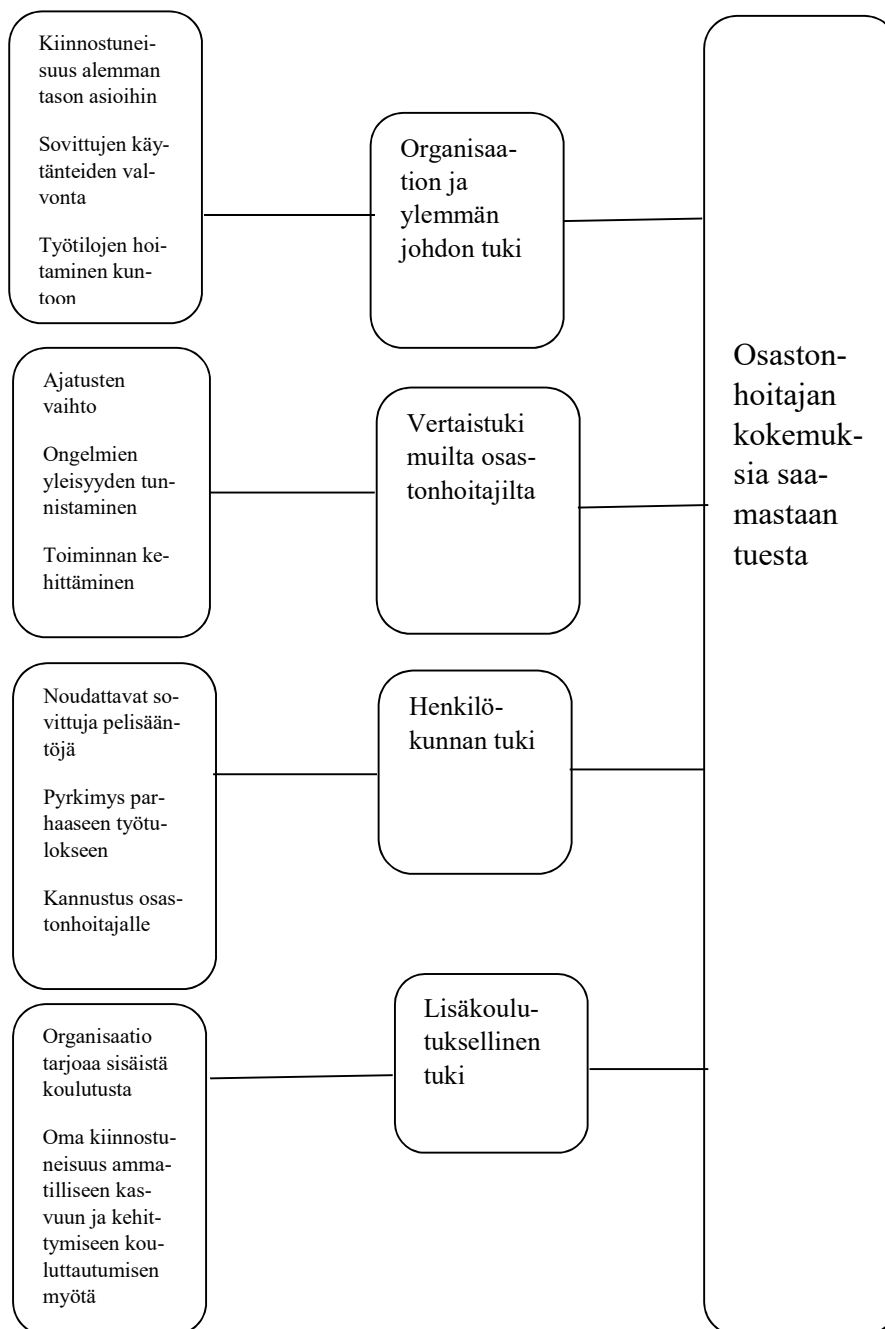 Kiinnostunei-
suus alemman
tason asioihin
Sovittujen käy-
tänteiden val-
vonta
Työtilojen hoi-
taminen kun-
toon
Organisaa-
tion ja
ylemmän
johdon tuki
Ajatusten
vaihto
Ongelmien
yleisyyden tun-
nistaminen
Toiminnan ke-
hittäminen
Vertaistuki
muilta osas-
tonhoitajilta
Noudattavat so-
vittuja pelisään-
töjä
Pyrkimys par-
haaseen työtu-
lokseen
Kannustus osas-
tonhoitajalle
Henkilö-
kunnan tuki
Organisaatio
tarjoaa sisäistä
koulutusta
Oma kiinnostu-
neisuus amma-
tilliseen kas-
vuun ja kehit-
tymiseen kou-
luttautumisen
myötä
Lisäkoulu-
tuksellinen
tuki
Osaston-
hoitajan
kokemuk-
sia saa-
mastaan
tuesta